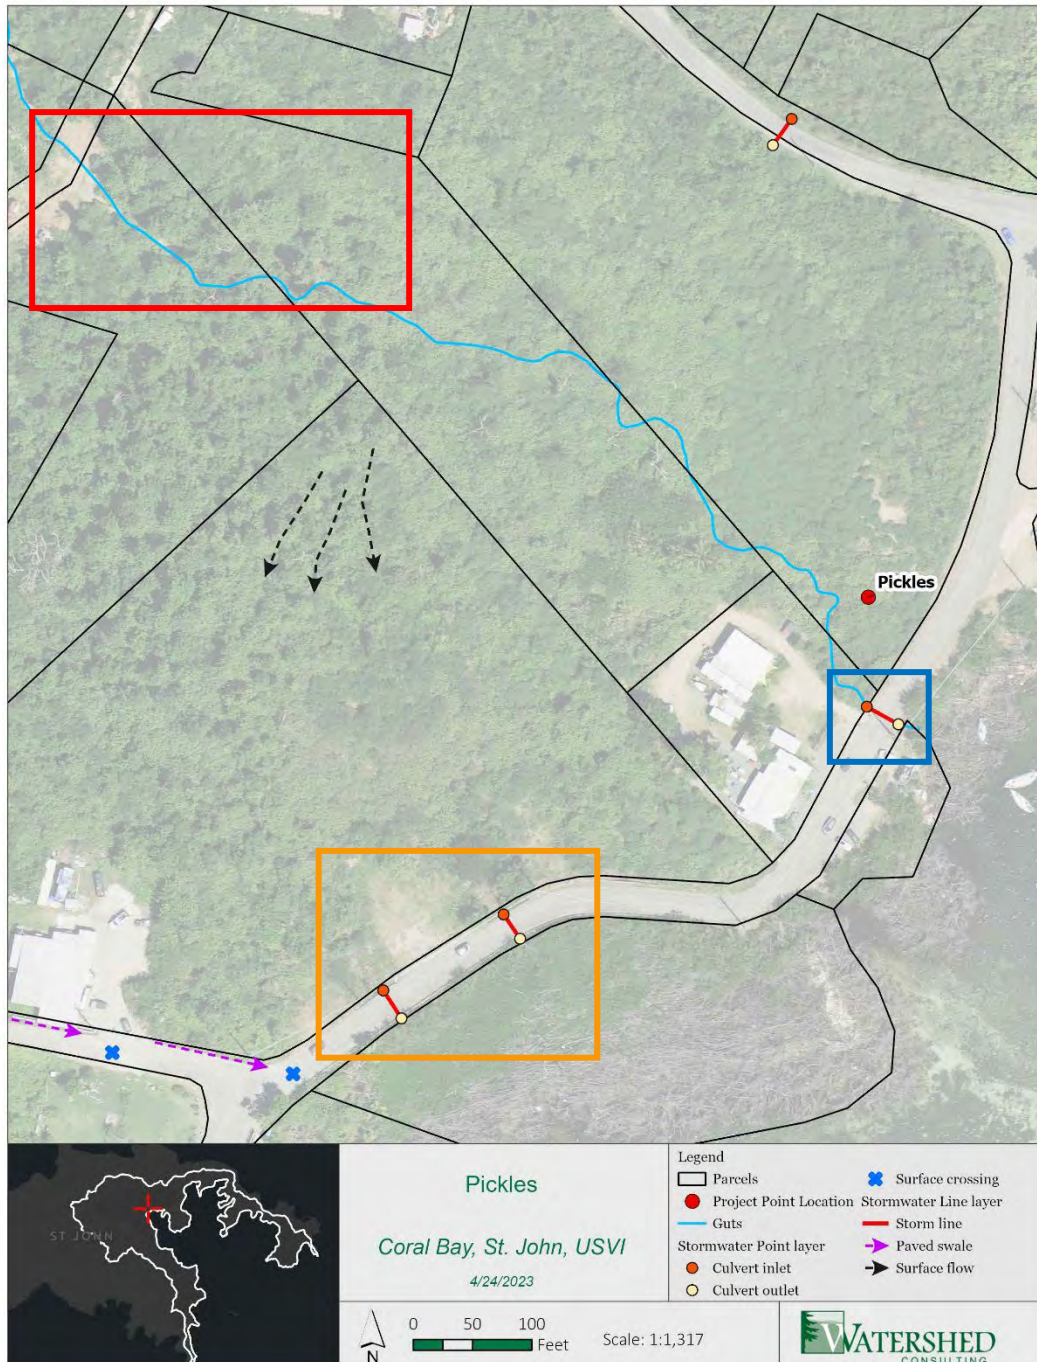 Pickles
ST JOHN
Pickles
Coral Bay, St. John, USVI
4/24/2023
N
0 50 100
Feet
Scale: 1:1,317
Legend
Parcels
Project Point Location
Guts
Stormwater Point layer
Culvert inlet
Culvert outlet
Surface crossing
Stormwater Line layer
Storm line
Paved swale
Surface flow
WATERSHED
CONSULTING